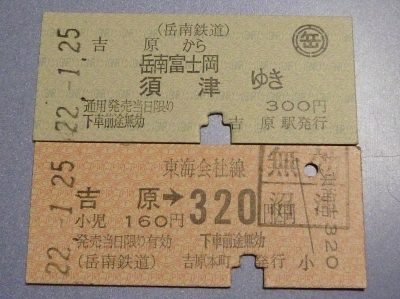 (岳南鉄道)
吉原から
岳南富士岡
須津ゆき
岳
22.-1.25
300円
通用発売当日限り
下車前途無効
吉原駅発行
東海会社線
吉原→320
小児 160円
22.-1.25
発売当日限り有効
下車前途無効
(岳南鉄道)
吉原本町
発行
小
320
無